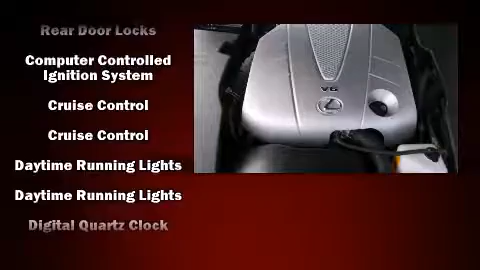 Rear Door Locks
Computer Controlled
Ignition System
Cruise Control
Cruise Control
Daytime Running Lights
Daytime Running Lights
Digital Quartz Clock
V6